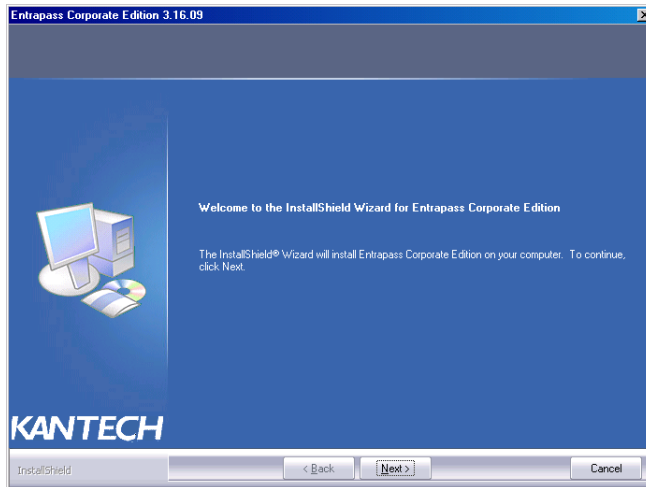 Entrapass Corporate Edition 3.16.09
Welcome to the InstallShield Wizard for Entrapass Corporate Edition
The InstallShield® Wizard will install Entrapass Corporate Edition on your computer. To continue,
click Next.
KANTECH
InstallShield
< Back
Next >
Cancel